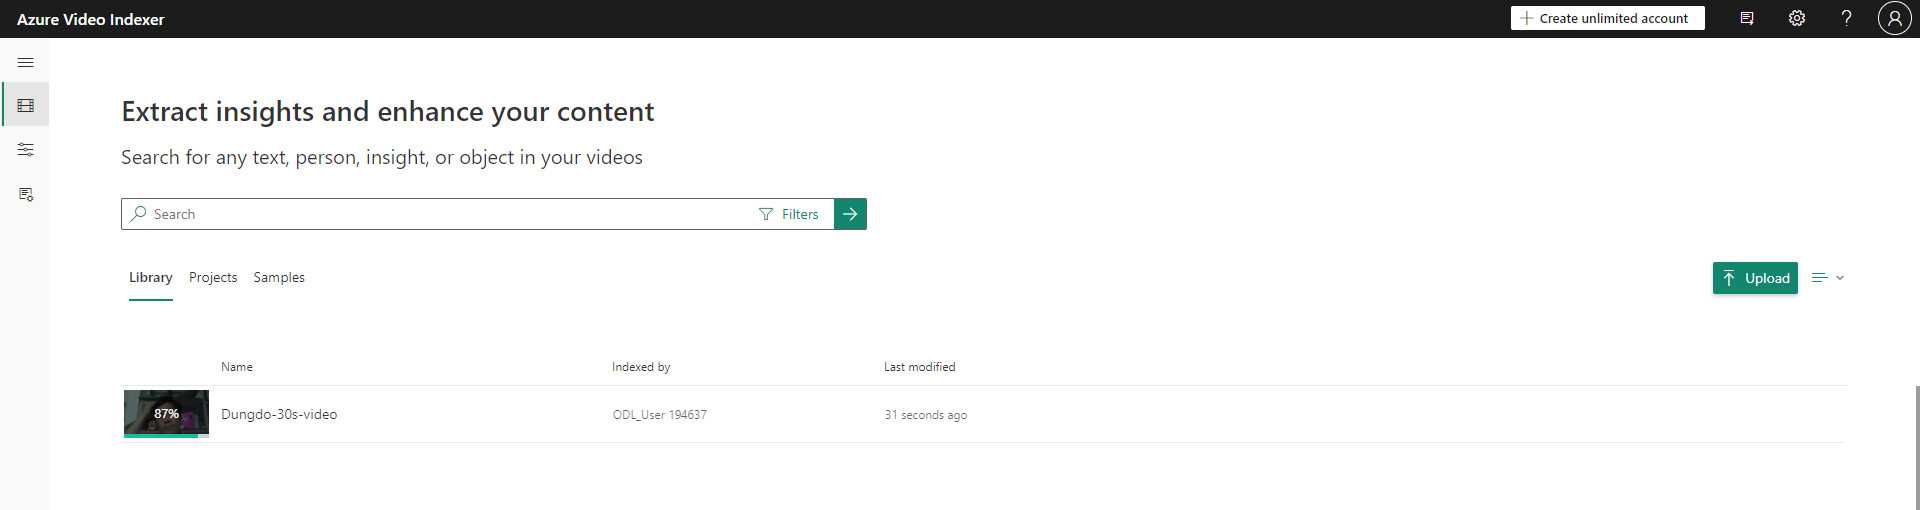 Azure Video Indexer
Create unlimited account
Extract insights and enhance your content
Search for any text, person, insight, or object in your videos
Search Filters
Library Projects Samples
Upload
Name Indexed by Last modified
87% Dungdo-30s-video ODL_User 194637 31 seconds ago